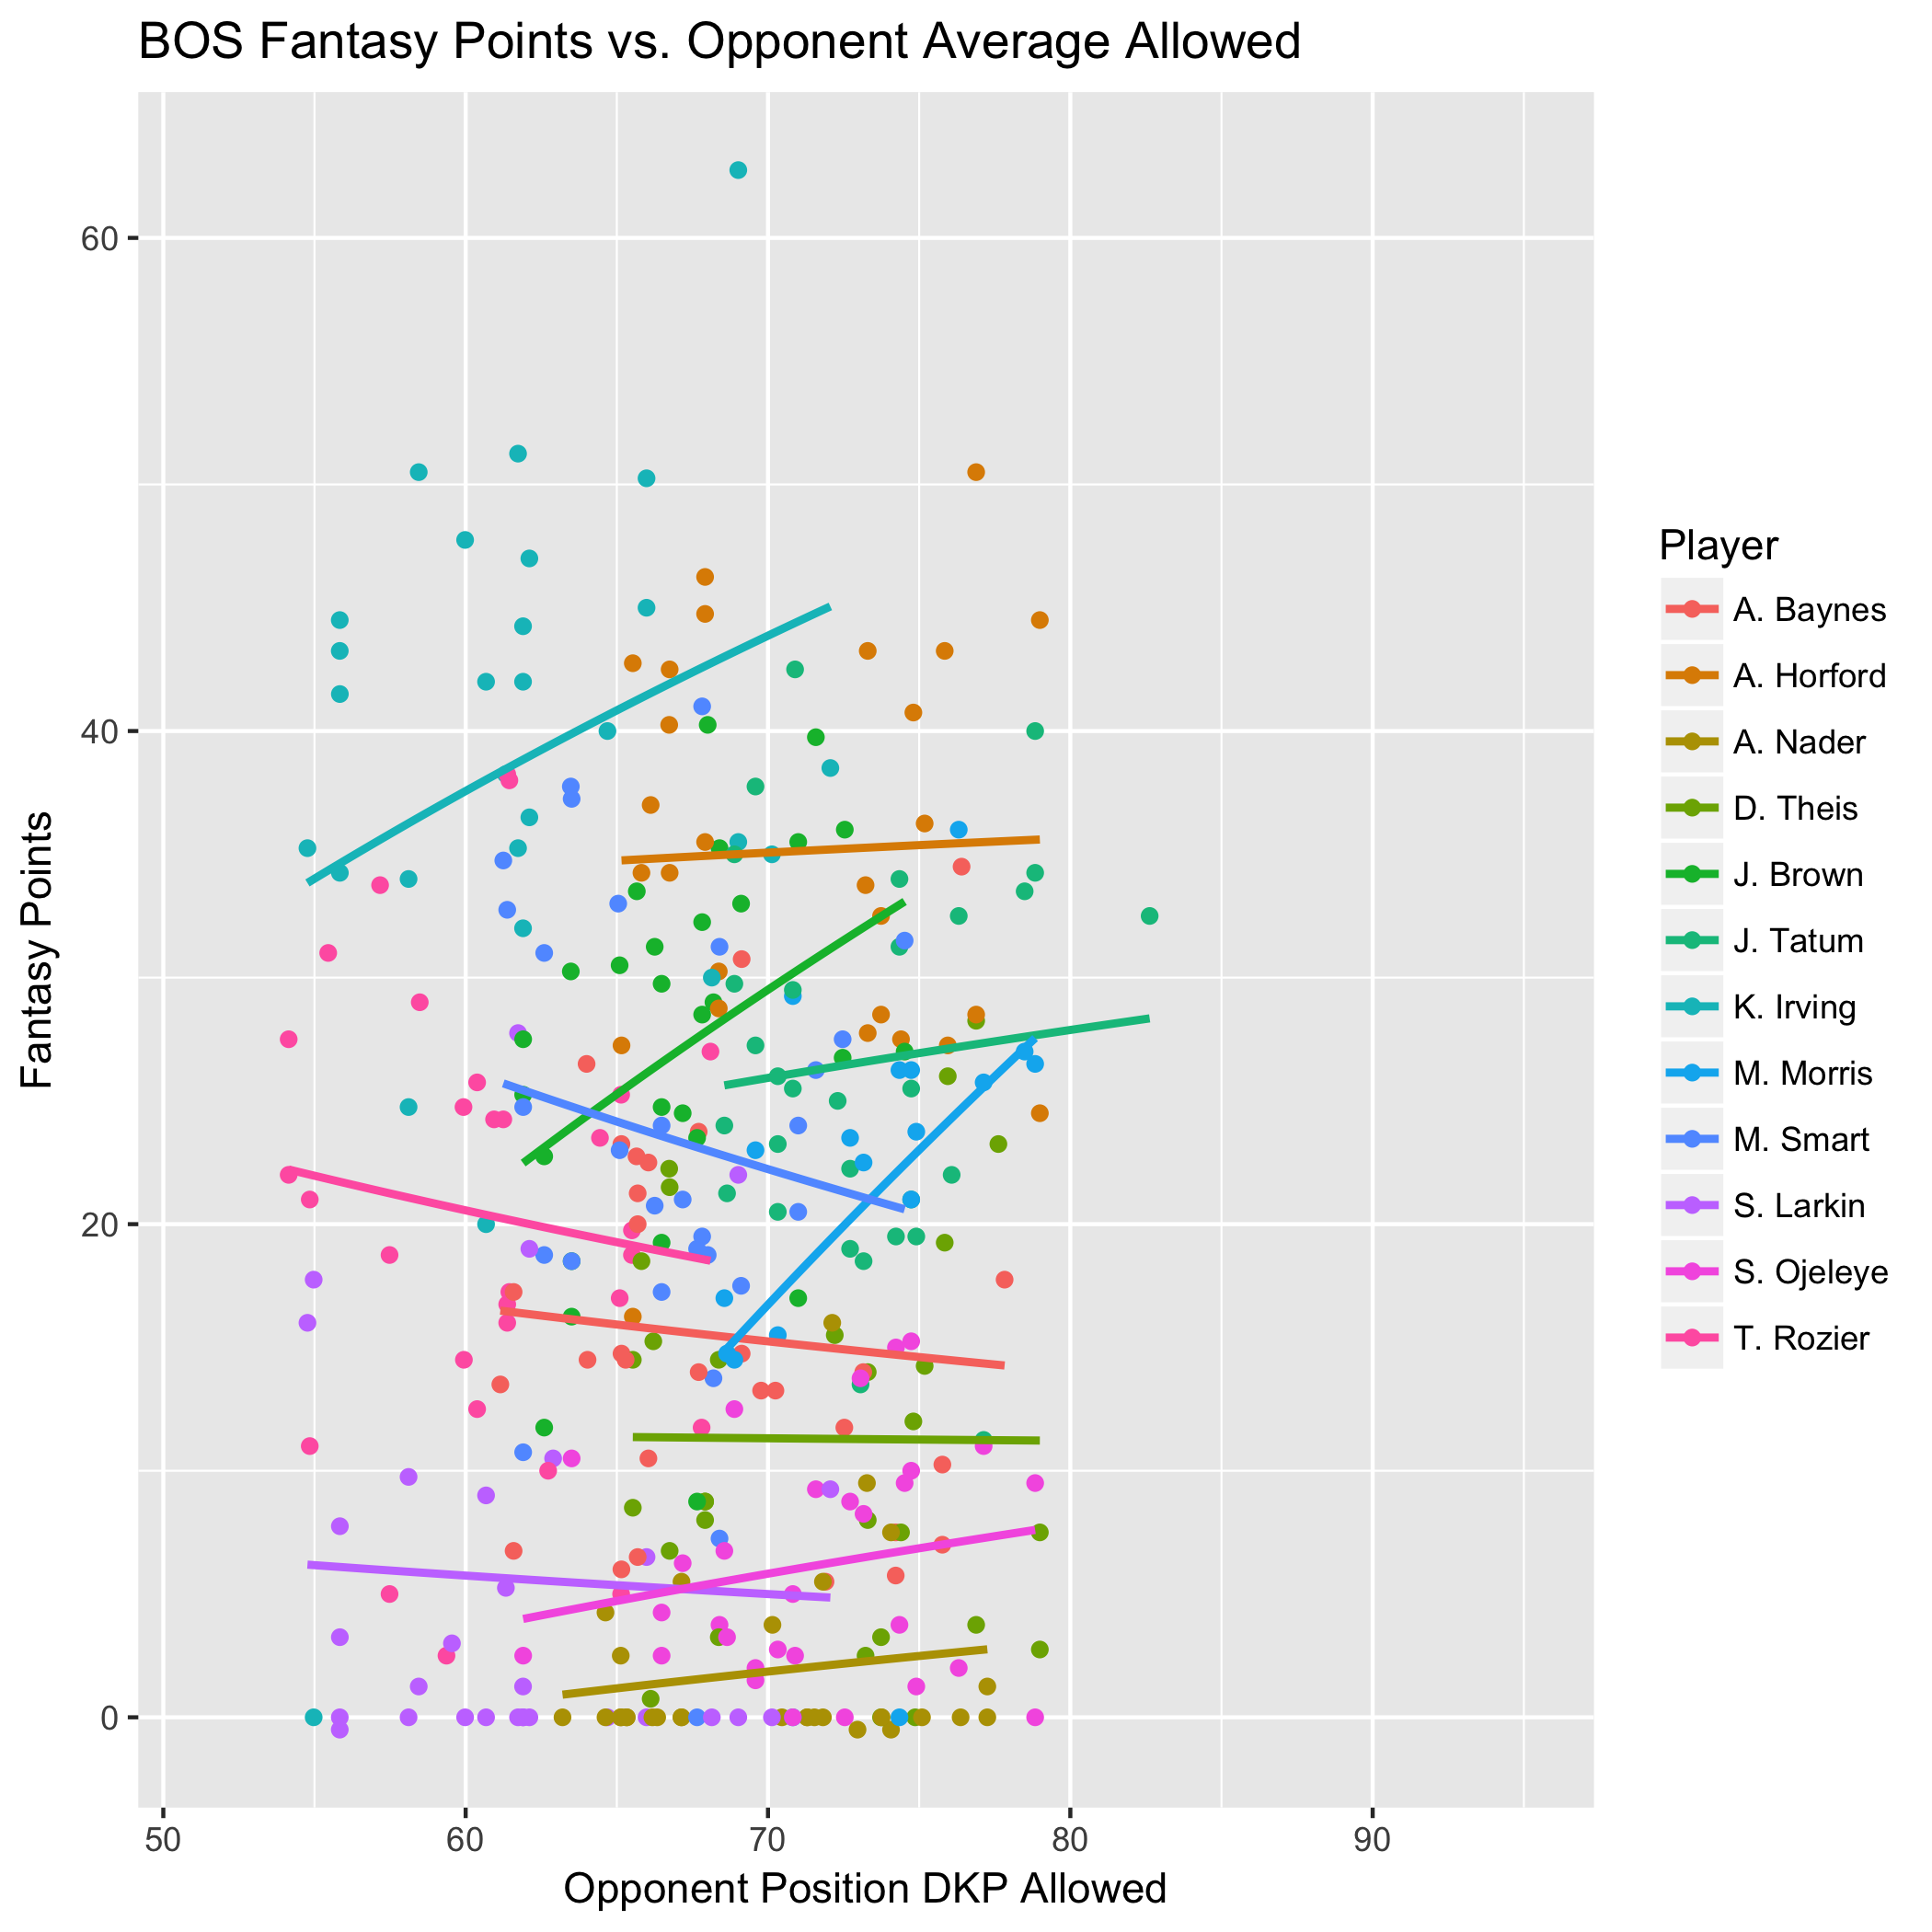 BOS Fantasy Points vs. Opponent Average Allowed
60
40
20
0
Fantasy Points
50 60 70 80 90
Opponent Position DKP Allowed
Player
A. Baynes
A. Horford
A. Nader
D. Theis
J. Brown
J. Tatum
K. Irving
M. Morris
M. Smart
S. Larkin
S. Ojeleye
T. Rozier